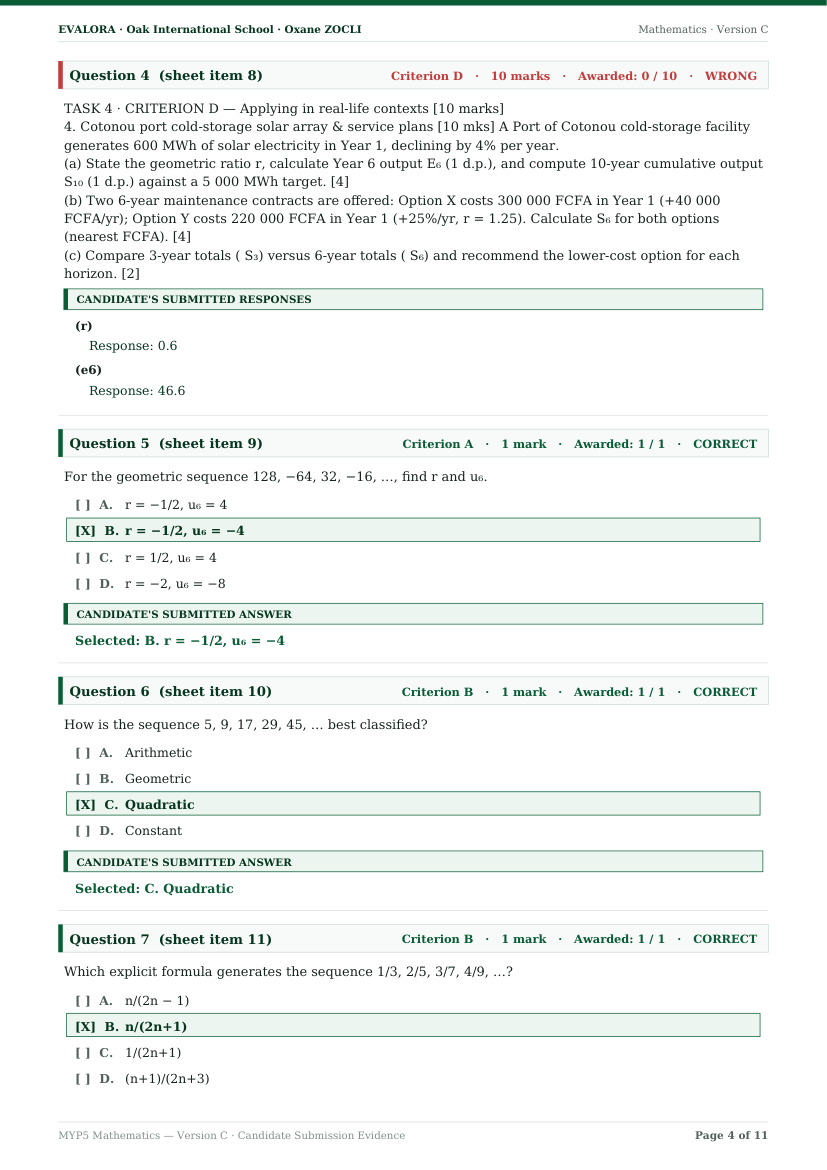 EVALORA · Oak International School · Oxane ZOCLI
Mathematics · Version C
Question 4 (sheet item 8)
Criterion D · 10 marks · Awarded: 0 / 10 · WRONG
TASK 4 · CRITERION D — Applying in real-life contexts [10 marks]
4. Cotonou port cold-storage solar array & service plans [10 mks] A Port of Cotonou cold-storage facility
generates 600 MWh of solar electricity in Year 1, declining by 4% per year.
(a) State the geometric ratio r, calculate Year 6 output E₆ (1 d.p.), and compute 10-year cumulative output
S₁₀ (1 d.p.) against a 5 000 MWh target. [4]
(b) Two 6-year maintenance contracts are offered: Option X costs 300 000 FCFA in Year 1 (+40 000
FCFA/yr); Option Y costs 220 000 FCFA in Year 1 (+25%/yr, r = 1.25). Calculate S₆ for both options
(nearest FCFA). [4]
(c) Compare 3-year totals ( S₃) versus 6-year totals ( S₆) and recommend the lower-cost option for each
horizon. [2]
CANDIDATE'S SUBMITTED RESPONSES
(r)
Response: 0.6
(e6)
Response: 46.6
Question 5 (sheet item 9)
Criterion A · 1 mark · Awarded: 1 / 1 · CORRECT
For the geometric sequence 128, −64, 32, −16, …, find r and u₆.
[ ] A. r = −1/2, u₆ = 4
[X] B. r = −1/2, u₆ = −4
[ ] C. r = 1/2, u₆ = 4
[ ] D. r = −2, u₆ = −8
CANDIDATE'S SUBMITTED ANSWER
Selected: B. r = −1/2, u₆ = −4
Question 6 (sheet item 10)
Criterion B · 1 mark · Awarded: 1 / 1 · CORRECT
How is the sequence 5, 9, 17, 29, 45, … best classified?
[ ] A. Arithmetic
[ ] B. Geometric
[X] C. Quadratic
[ ] D. Constant
CANDIDATE'S SUBMITTED ANSWER
Selected: C. Quadratic
Question 7 (sheet item 11)
Criterion B · 1 mark · Awarded: 1 / 1 · CORRECT
Which explicit formula generates the sequence 1/3, 2/5, 3/7, 4/9, …?
[ ] A. n/(2n − 1)
[X] B. n/(2n+1)
[ ] C. 1/(2n+1)
[ ] D. (n+1)/(2n+3)
MYP5 Mathematics — Version C · Candidate Submission Evidence
Page 4 of 11